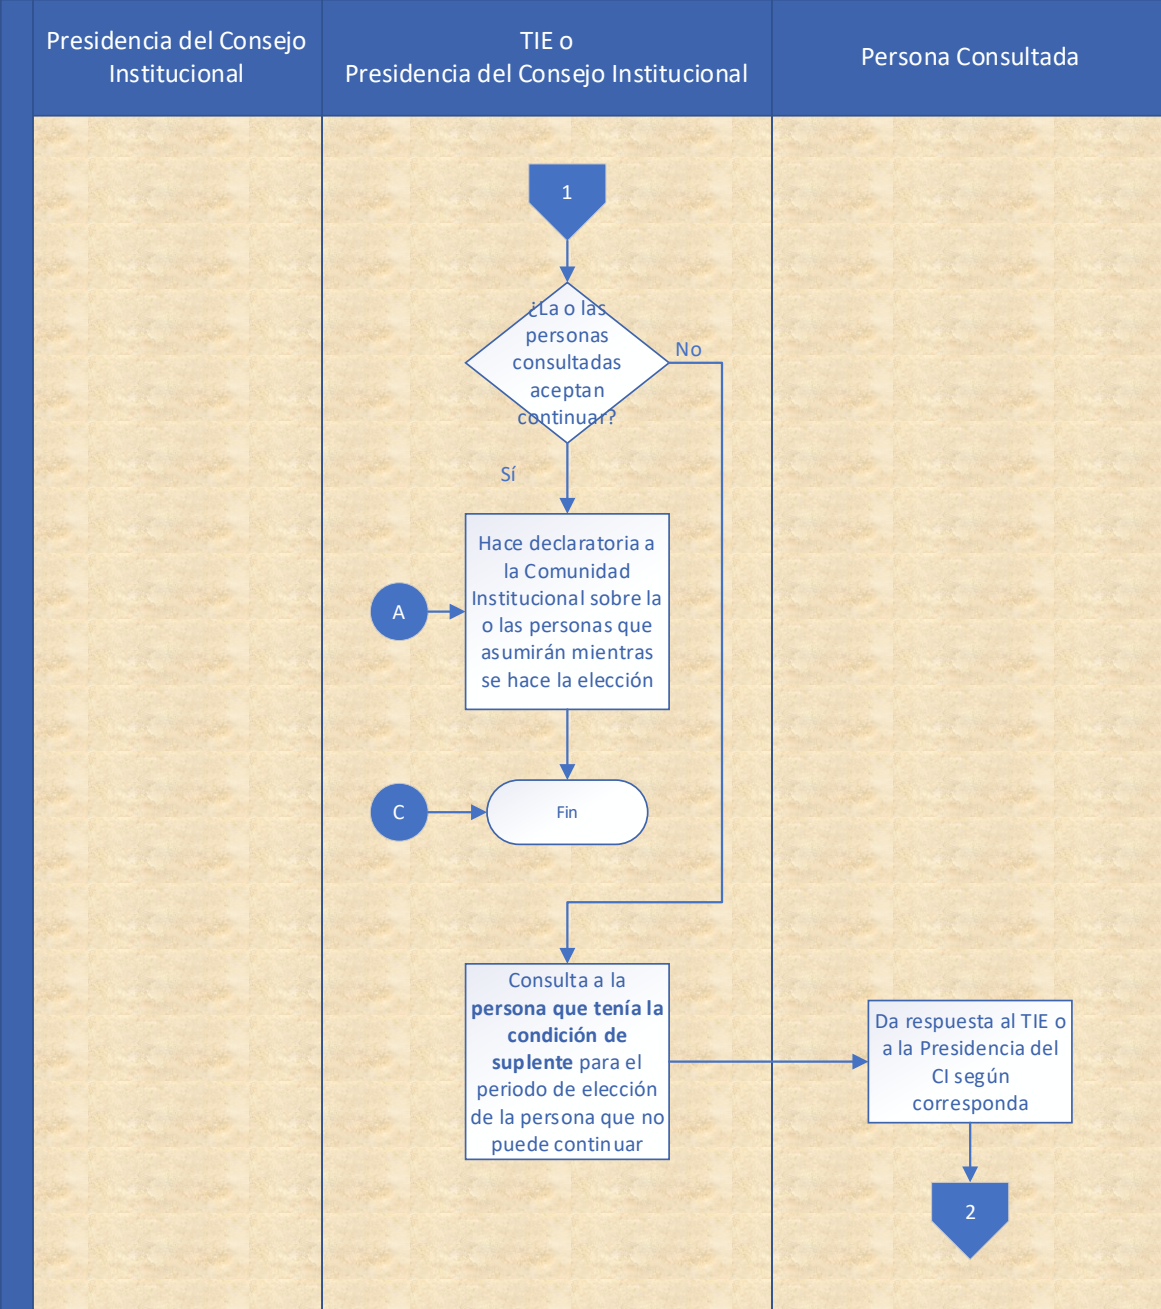 Presidencia del Consejo
Institucional
TIE o
Presidencia del Consejo Institucional
Persona Consultada
1
¿La o las
personas
consultadas
aceptan
continuar?
No
Sí
Hace declaratoria a
la Comunidad
Institucional sobre la
o las personas que
asumirán mientras
se hace la elección
A
C
Fin
Consulta a la
persona que tenía la
condición de
suplente para el
periodo de elección
de la persona que no
puede continuar
Da respuesta al TIE o
a la Presidencia del
CI según
corresponda
2